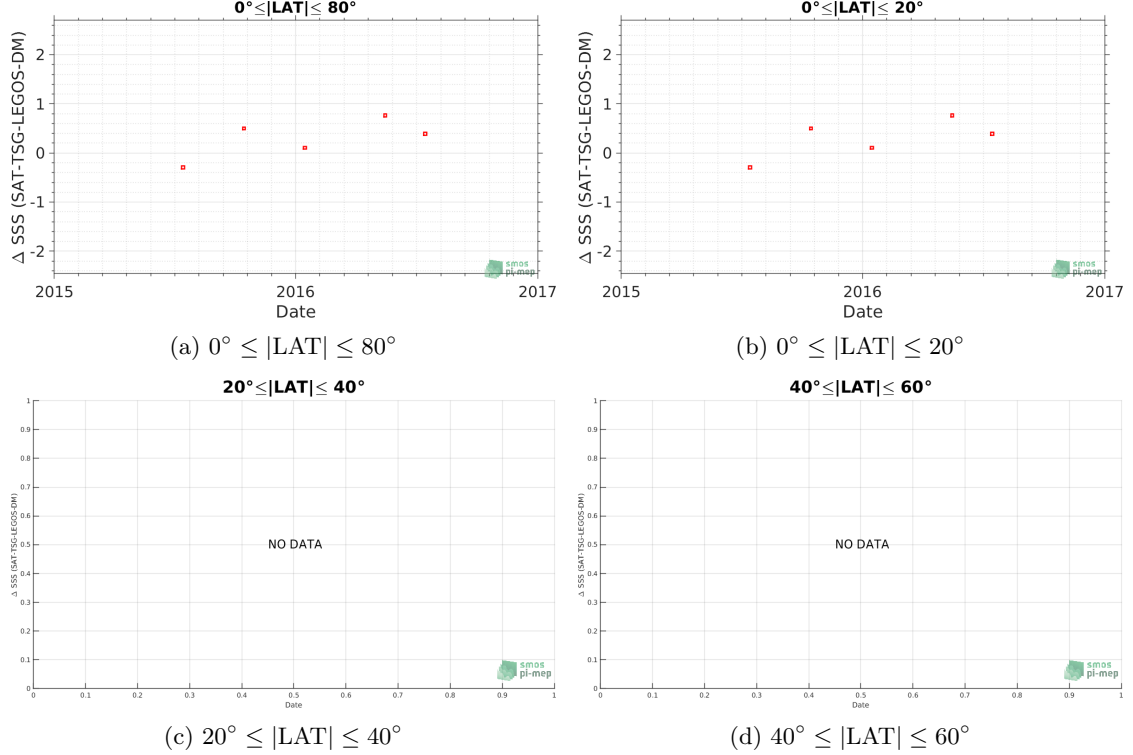 0°≤|LAT|≤ 80°
Δ SSS (SAT-TSG-LEGOS-DM)
2
1
0
-1
-2
2015
2016
2017
Date
smos
pi-mep
(a) 0° ≤ |LAT| ≤ 80°
0°≤|LAT|≤ 20°
Δ SSS (SAT-TSG-LEGOS-DM)
2
1
0
-1
-2
2015
2016
2017
Date
smos
pi-mep
(b) 0° ≤ |LAT| ≤ 20°
20°≤|LAT|≤ 40°
Δ SSS (SAT-TSG-LEGOS-DM)
1
0.9
0.8
0.7
0.6
0.5
0.4
0.3
0.2
0.1
0
NO DATA
smos
pi-mep
0
0.1
0.2
0.3
0.4
0.5
0.6
0.7
0.8
0.9
1
Date
(c) 20° ≤ |LAT| ≤ 40°
40°≤|LAT|≤ 60°
Δ SSS (SAT-TSG-LEGOS-DM)
1
0.9
0.8
0.7
0.6
0.5
0.4
0.3
0.2
0.1
0
NO DATA
smos
pi-mep
0
0.1
0.2
0.3
0.4
0.5
0.6
0.7
0.8
0.9
1
Date
(d) 40° ≤ |LAT| ≤ 60°